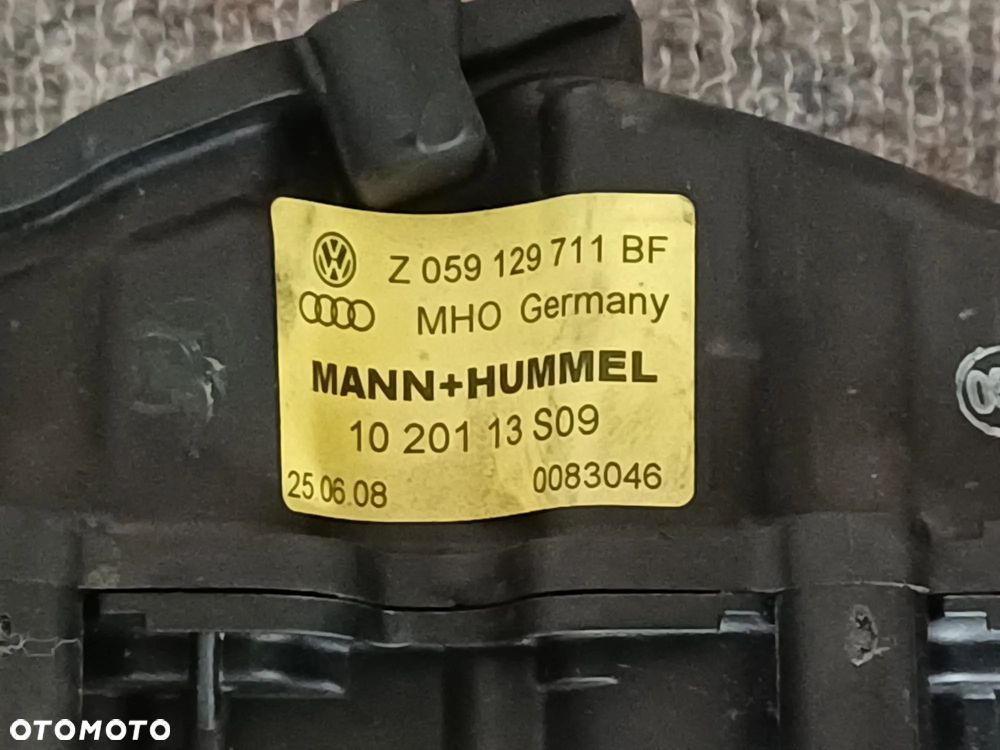 Z 059 129 711 BF
MHO Germany
MANN+HUMMEL
10 201 13 S09
25.06.08 0083046
OTOMOTO